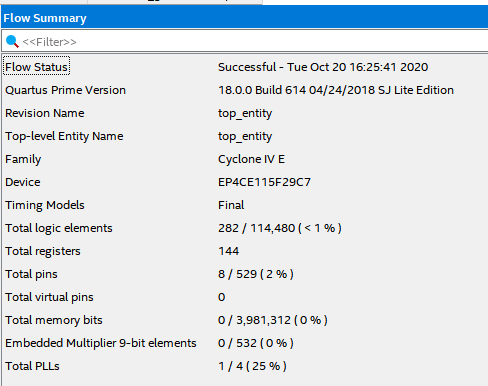 Flow Summary
<<Filter>>
Flow Status Successful - Tue Oct 20 16:25:41 2020
Quartus Prime Version 18.0.0 Build 614 04/24/2018 SJ Lite Edition
Revision Name top_entity
Top-level Entity Name top_entity
Family Cyclone IV E
Device EP4CE115F29C7
Timing Models Final
Total logic elements 282 / 114,480 ( < 1 % )
Total registers 144
Total pins 8 / 529 ( 2 % )
Total virtual pins 0
Total memory bits 0 / 3,981,312 ( 0 % )
Embedded Multiplier 9-bit elements 0 / 532 ( 0 % )
Total PLLs 1 / 4 ( 25 % )